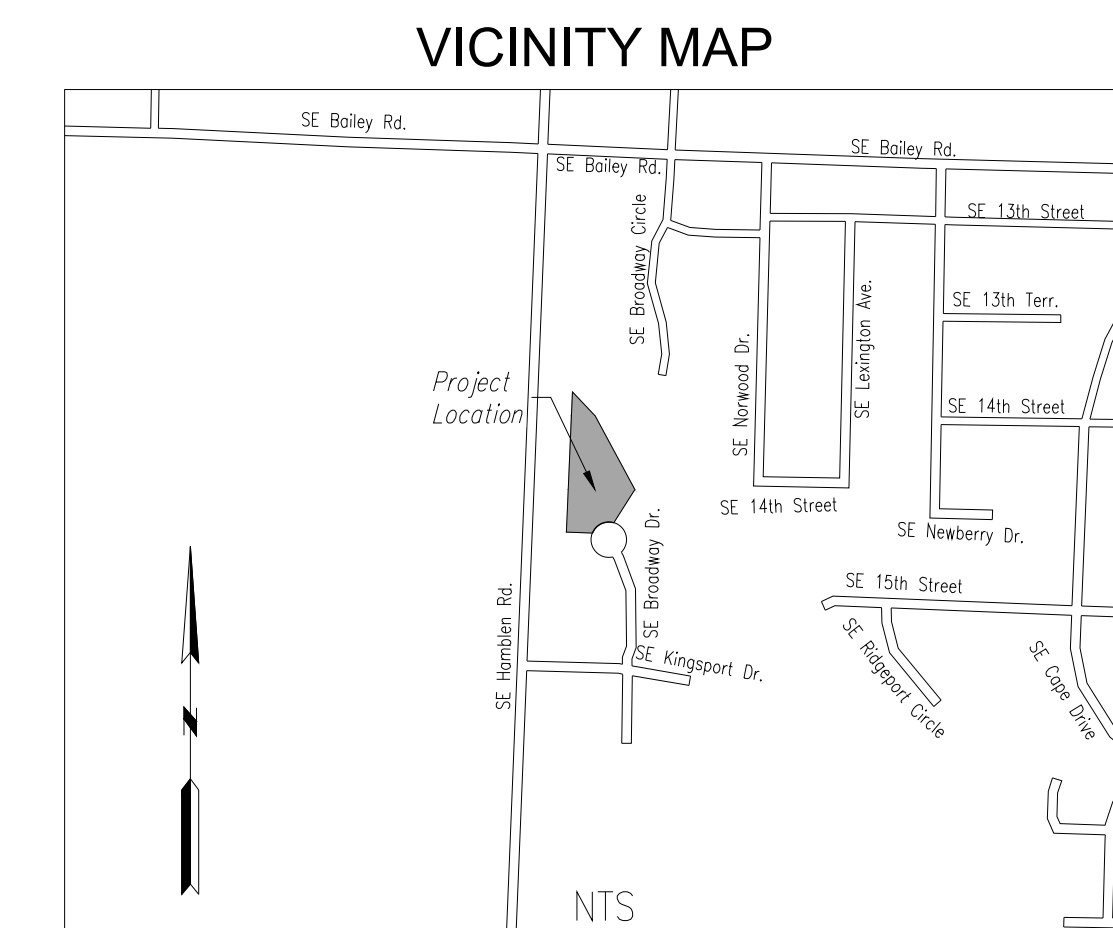 VICINITY MAP
SE Bailey Rd.
SE Bailey Rd.
SE Bailey Rd.
SE Broadway Circle
SE 13th Street
SE 13th Terr.
SE Lexington Ave.
SE Norwood Dr.
Project
Location
SE 14th Street
SE 14th Street
SE Newberry Dr.
SE Broadway Dr.
SE 15th Street
SE Hamblen Rd.
SE Kingsport Dr.
SE Ridgeport Circle
SE Cape Drive
N
NTS